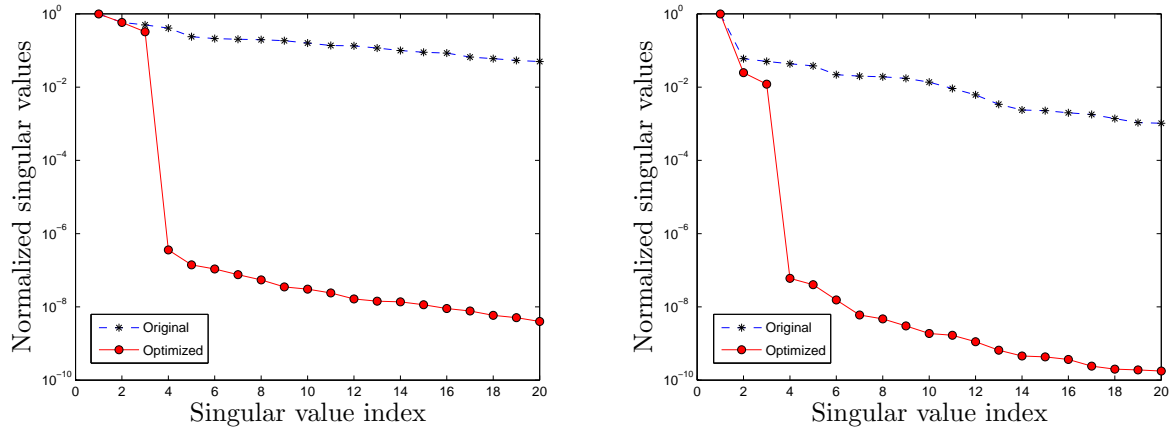 Normalized singular values
10^0
10^-2
10^-4
10^-6
10^-8
10^-10
0 2 4 6 8 10 12 14 16 18 20
Singular value index
Original
Optimized
Normalized singular values
10^0
10^-2
10^-4
10^-6
10^-8
10^-10
0 2 4 6 8 10 12 14 16 18 20
Singular value index
Original
Optimized